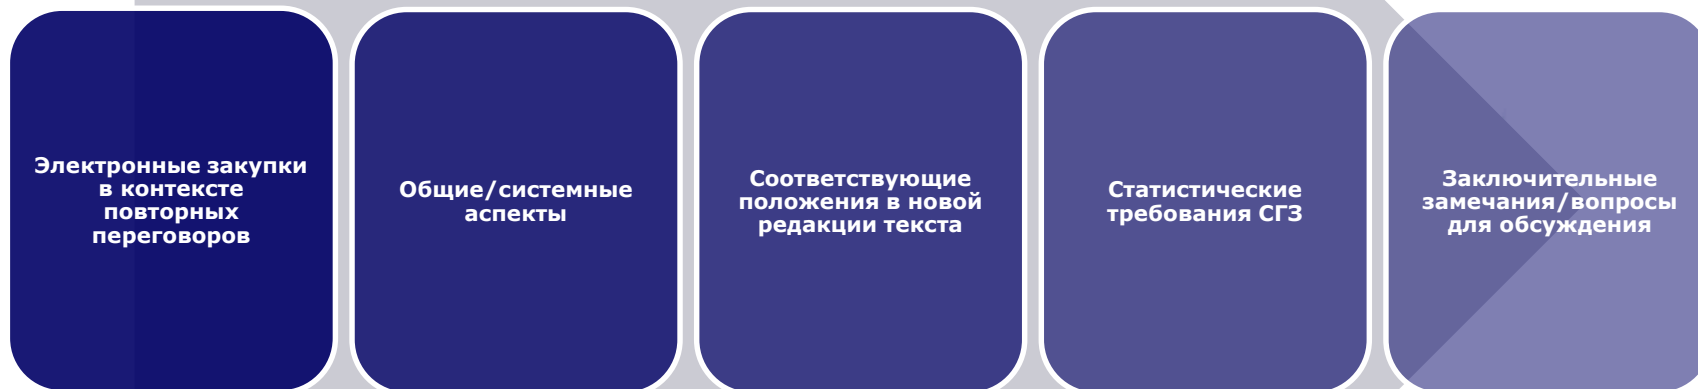 Электронные закупки
в контексте
повторных
переговоров
Общие/системные
аспекты
Соответствующие
положения в новой
редакции текста
Статистические
требования СГЗ
Заключительные
замечания/вопросы
для обсуждения